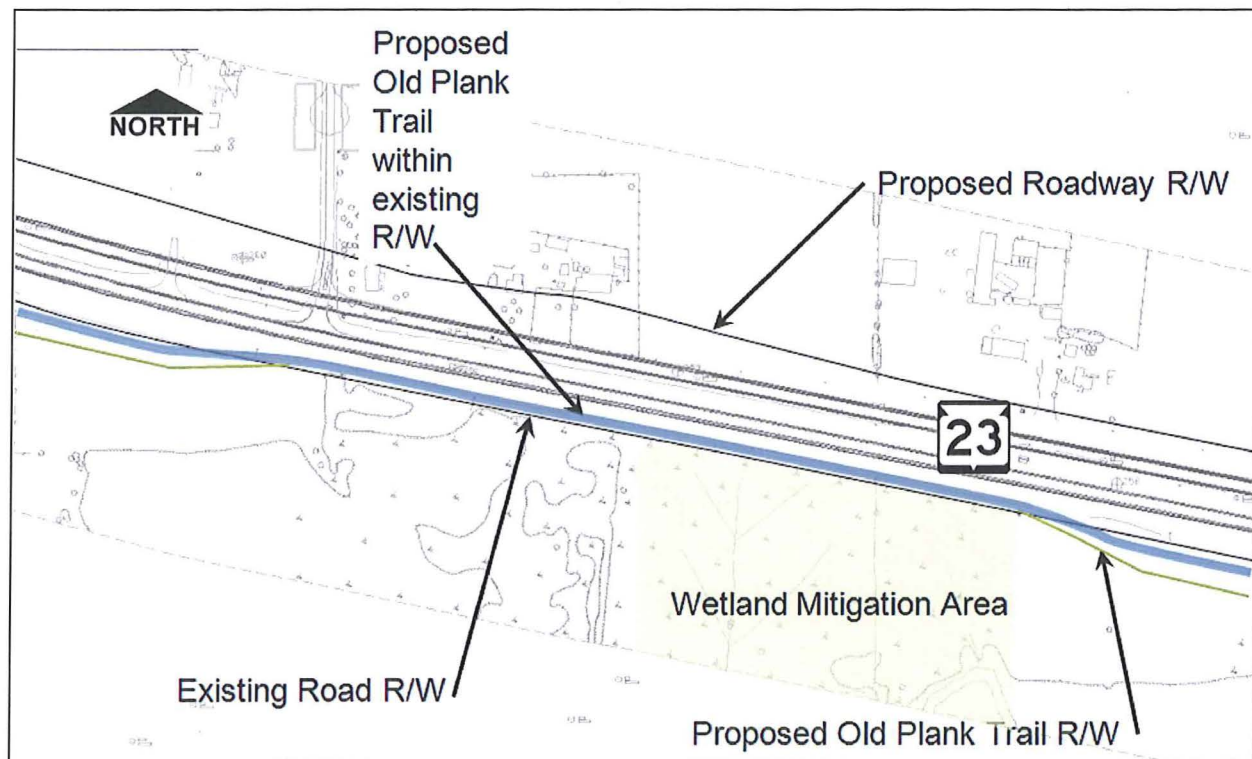 Proposed
Old Plank
Trail
within
existing
R/W
NORTH
Proposed Roadway R/W
23
Wetland Mitigation Area
Existing Road R/W
Proposed Old Plank Trail R/W